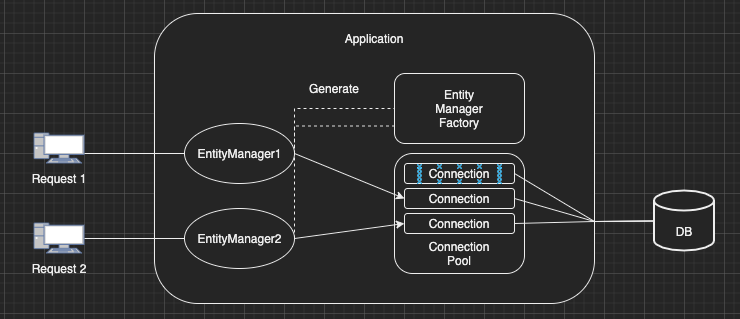 Application
Generate
Entity
Manager
Factory
EntityManager1
Request 1
Connection
Connection
Connection
Connection
Pool
EntityManager2
Request 2
DB